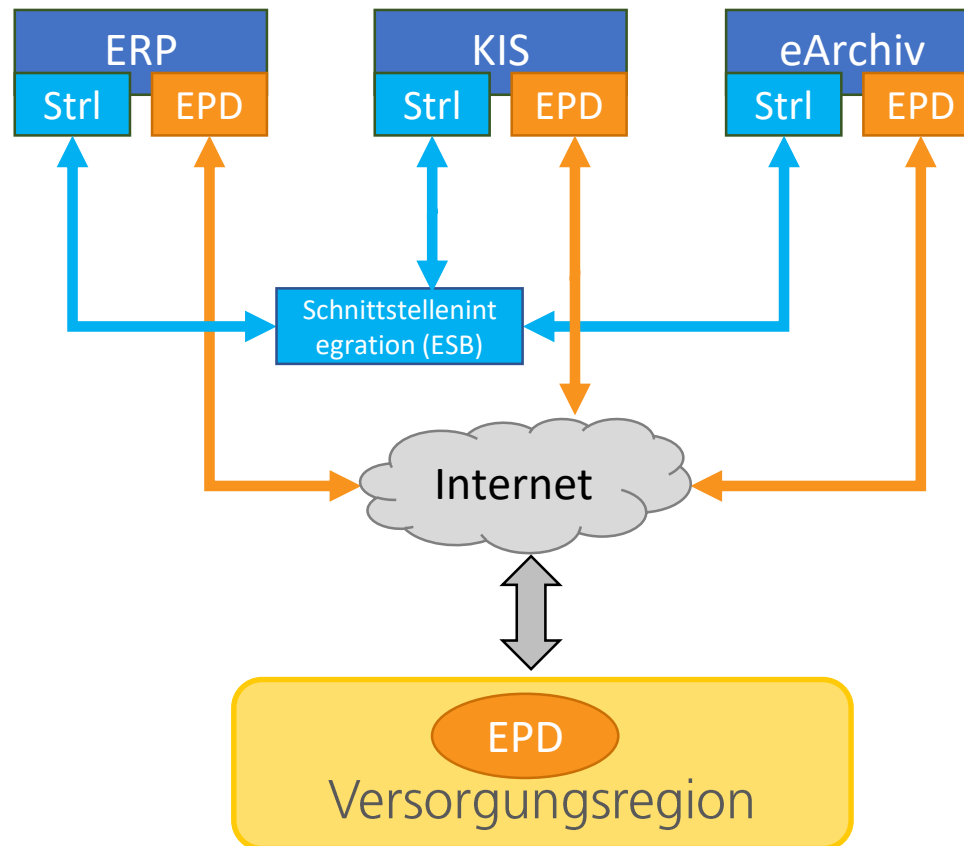 ERP
KIS
eArchiv
Strl
EPD
Strl
EPD
Strl
EPD
Schnittstellenint
egration (ESB)
Internet
EPD
Versorgungsregion